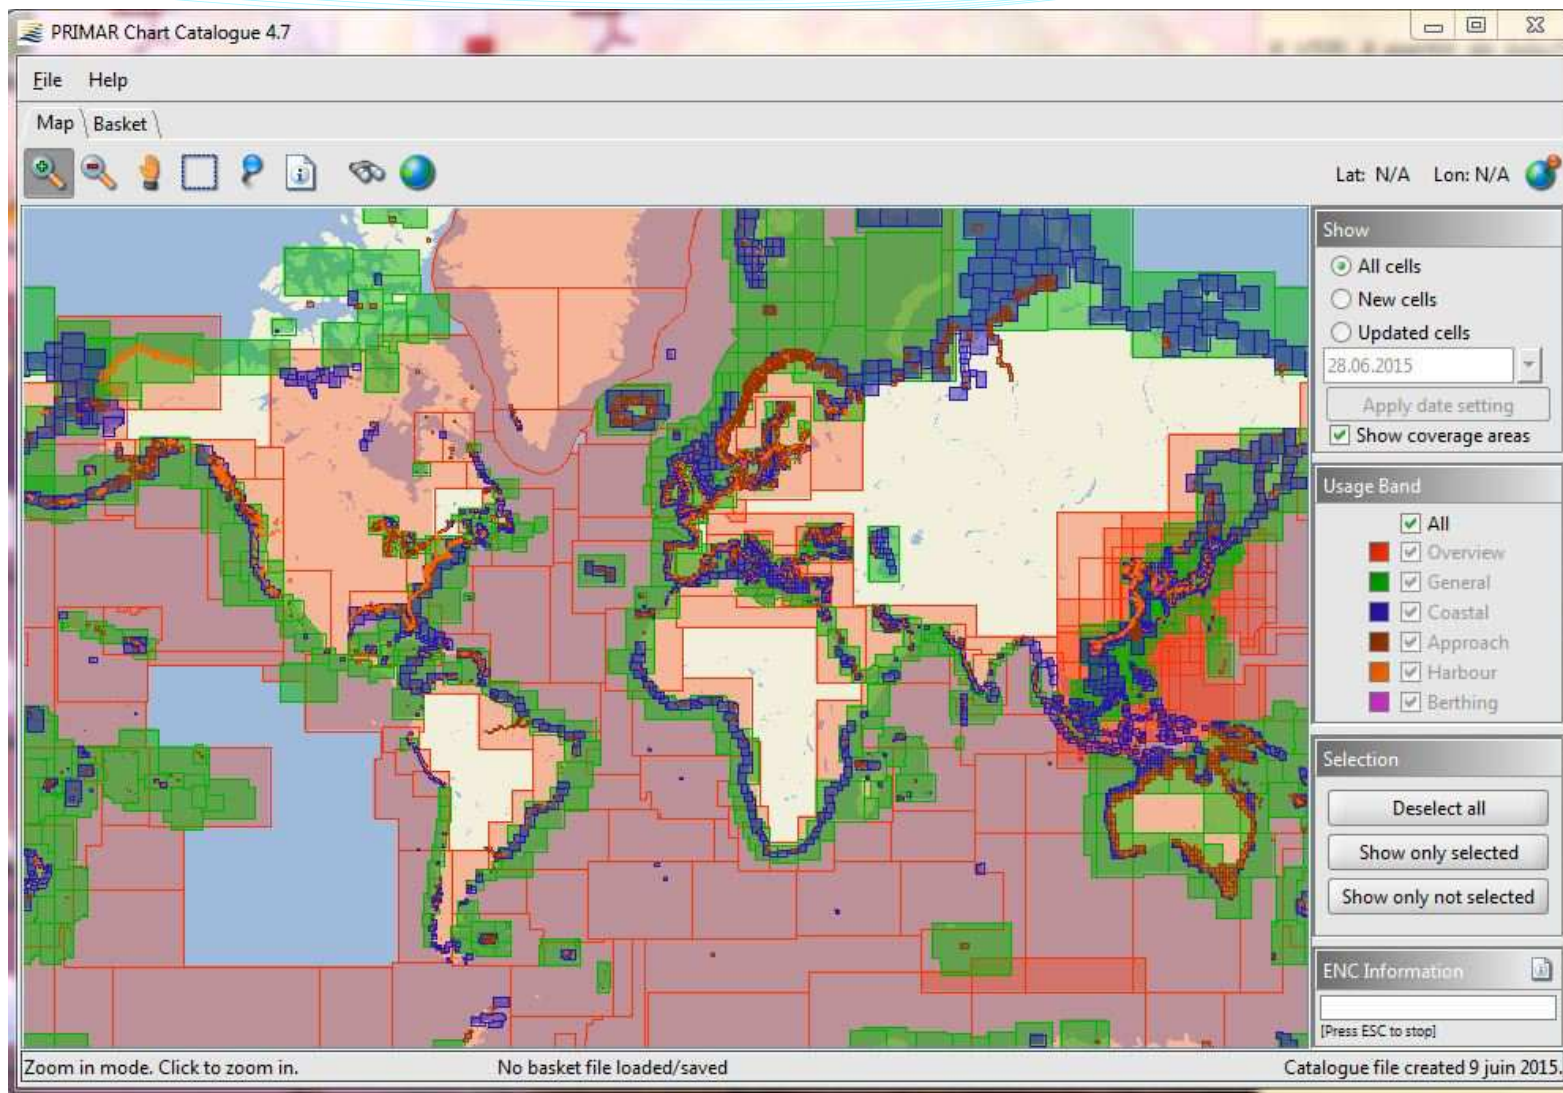 PRIMAR Chart Catalogue 4.7
File Help
Map Basket
Lat: N/A Lon: N/A
Show
All cells
New cells
Updated cells
28.06.2015
Apply date setting
Show coverage areas
Usage Band
All
Overview
General
Coastal
Approach
Harbour
Berthing
Selection
Deselect all
Show only selected
Show only not selected
ENC Information
[Press ESC to stop]
Zoom in mode. Click to zoom in. No basket file loaded/saved Catalogue file created 9 juin 2015.